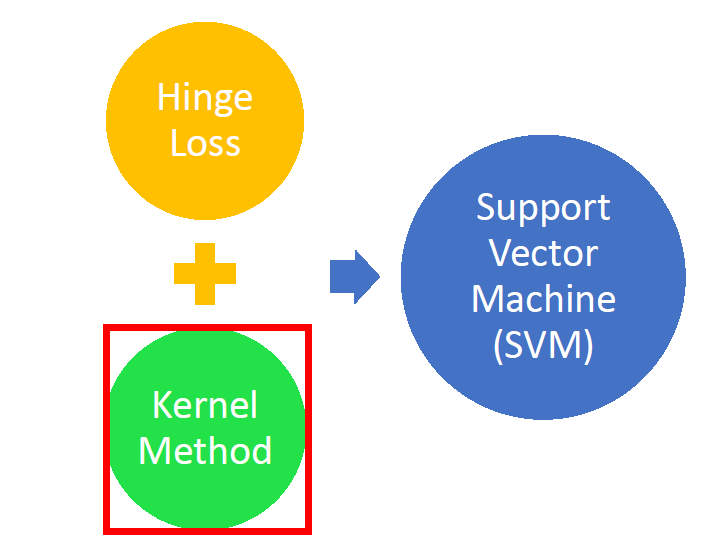 Hinge
Loss
Kernel
Method
Support
Vector
Machine
(SVM)